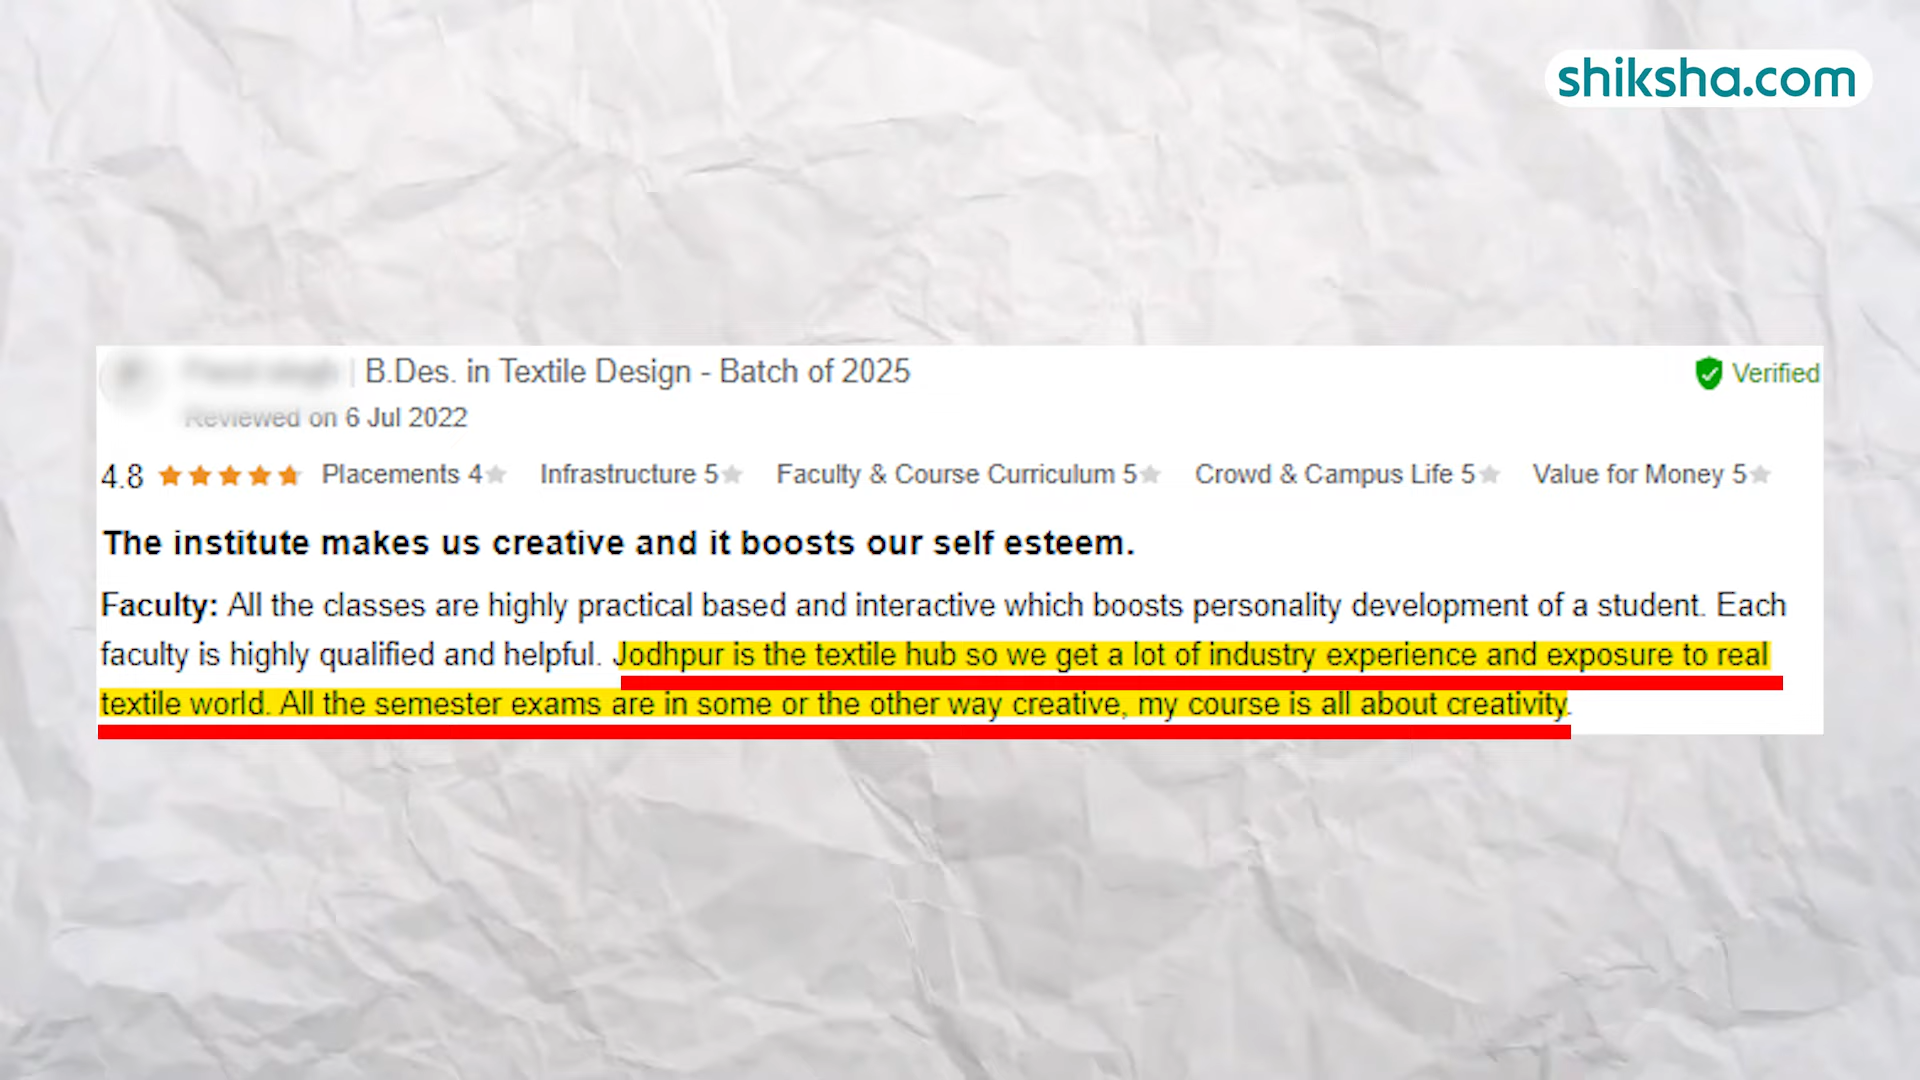 shiksha.com
B.Des. in Textile Design - Batch of 2025
Verified
Reviewed on 6 Jul 2022
4.8 Placements 4 Infrastructure 5 Faculty & Course Curriculum 5 Crowd & Campus Life 5 Value for Money 5
The institute makes us creative and it boosts our self esteem.
Faculty: All the classes are highly practical based and interactive which boosts personality development of a student. Each
faculty is highly qualified and helpful. Jodhpur is the textile hub so we get a lot of industry experience and exposure to real
textile world. All the semester exams are in some or the other way creative, my course is all about creativity.